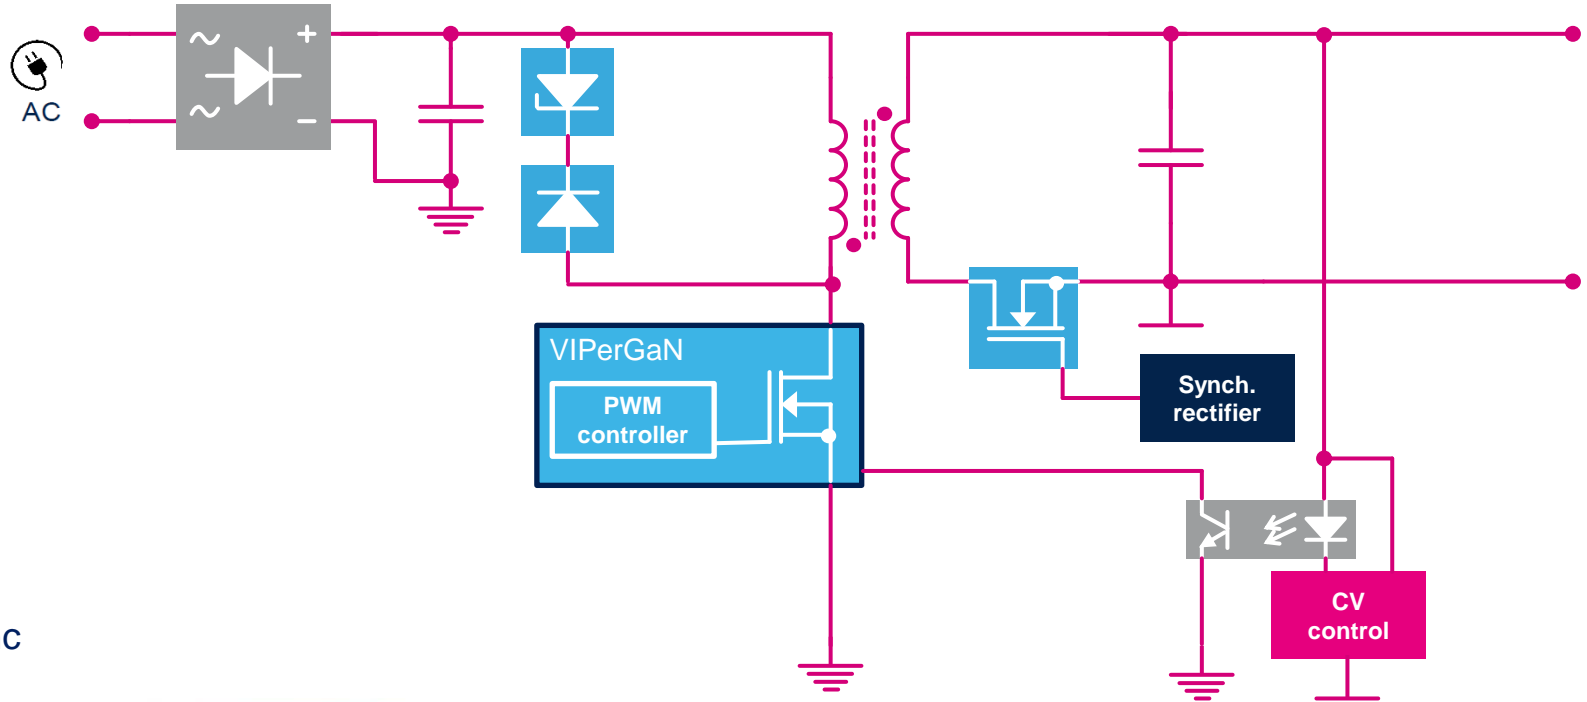 AC
VIPerGaN
PWM
controller
Synch.
rectifier
CV
control
c